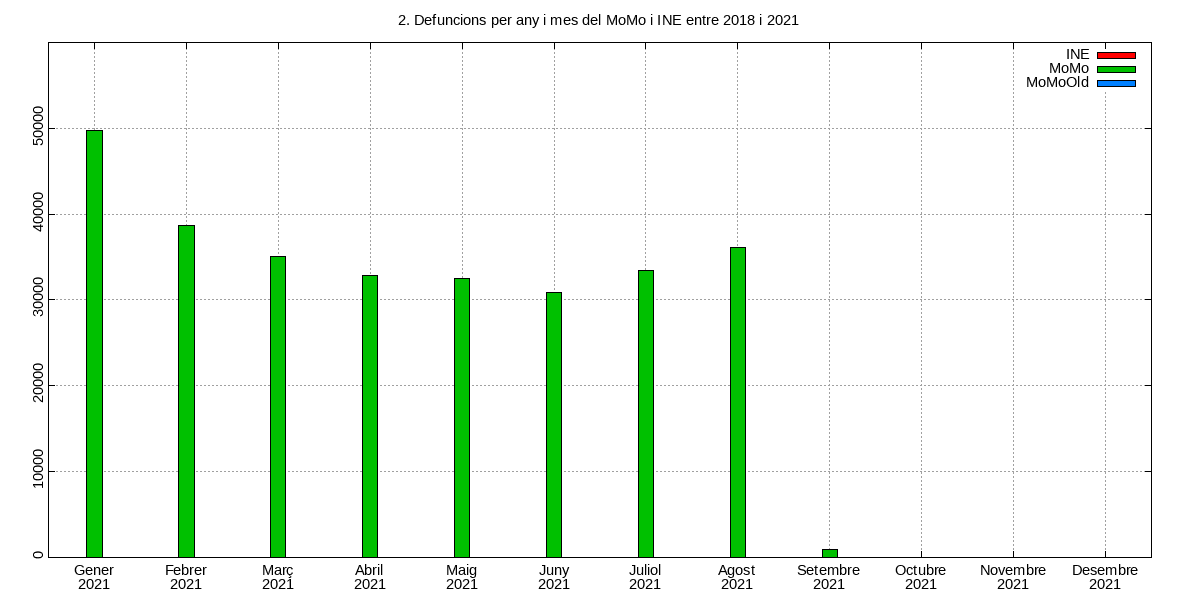 2. Defuncions per any i mes del MoMo i INE entre 2018 i 2021
INE
MoMo
MoMoOld
50000
40000
30000
20000
10000
0
Gener
2021
Febrer
2021
Març
2021
Abril
2021
Maig
2021
Juny
2021
Juliol
2021
Agost
2021
Setembre
2021
Octubre
2021
Novembre
2021
Desembre
2021